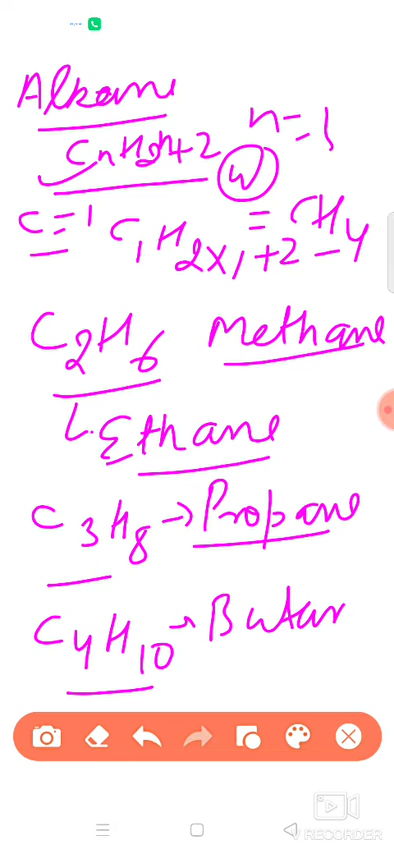 Alkane
CnH2n+2 n=1
C=1 C1H2x1+2 = CH4
C2H6 Methane
Ethane
C3H8→Propane
C4H10→Butan
V RECORDER